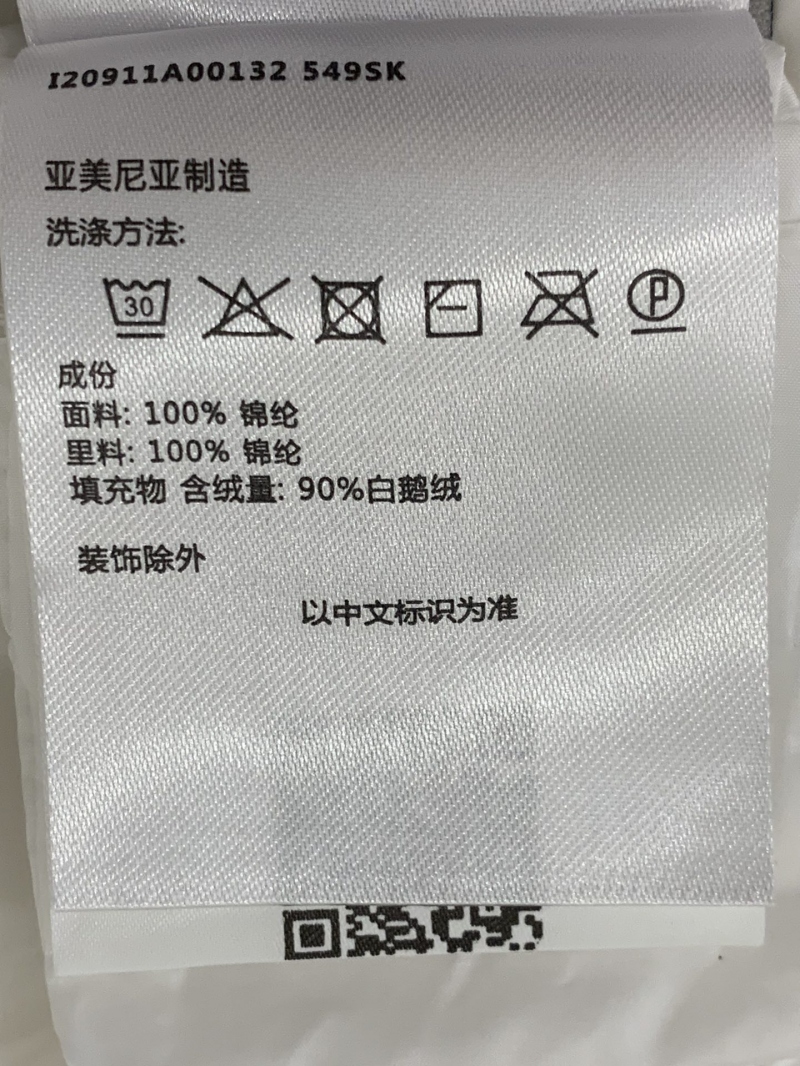 I20911A00132 549SK
亚美尼亚制造
洗涤方法:
30
P
成份
面料: 100% 锦纶
里料: 100% 锦纶
填充物 含绒量: 90%白鹅绒
装饰除外
以中文标识为准